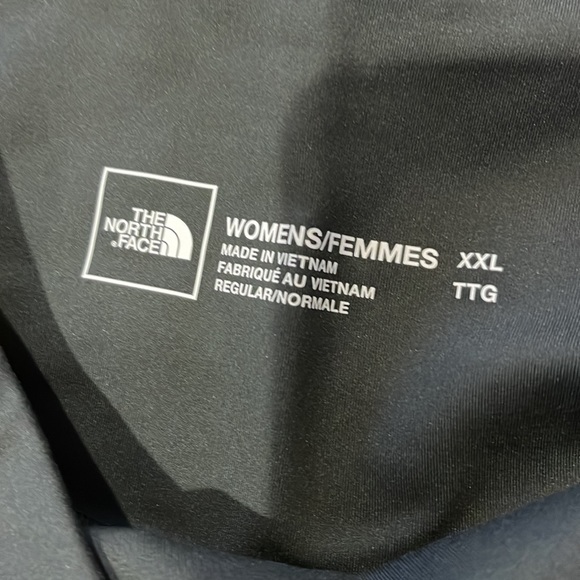 THE
NORTH
FACE
WOMENS/FEMMES XXL
MADE IN VIETNAM
FABRIQUÉ AU VIETNAM TTG
REGULAR/NORMALE